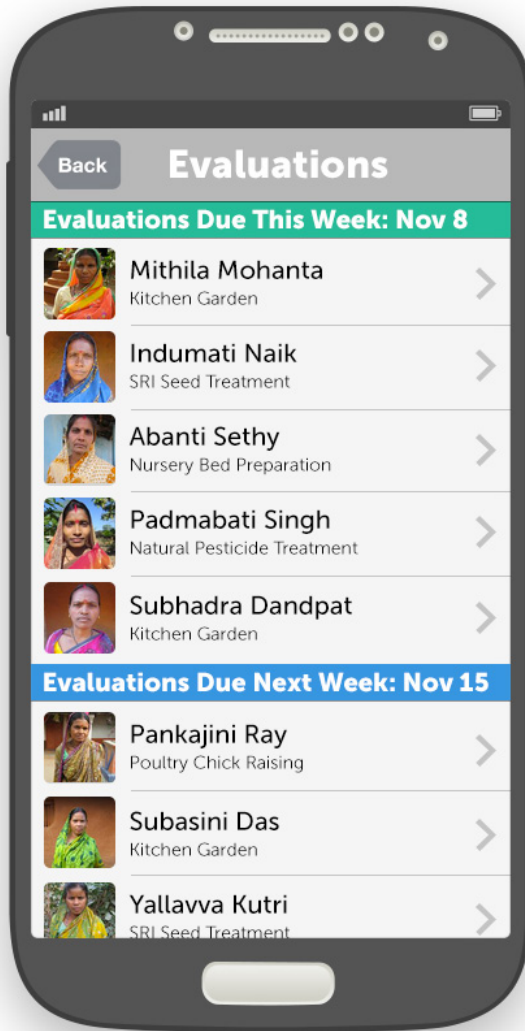 Back
Evaluations
Evaluations Due This Week: Nov 8
Mithila Mohanta
Kitchen Garden
Indumati Naik
SRI Seed Treatment
Abanti Sethy
Nursery Bed Preparation
Padmabati Singh
Natural Pesticide Treatment
Subhadra Dandpat
Kitchen Garden
Evaluations Due Next Week: Nov 15
Pankajini Ray
Poultry Chick Raising
Subasini Das
Kitchen Garden
Yallavva Kutri
SRI Seed Treatment